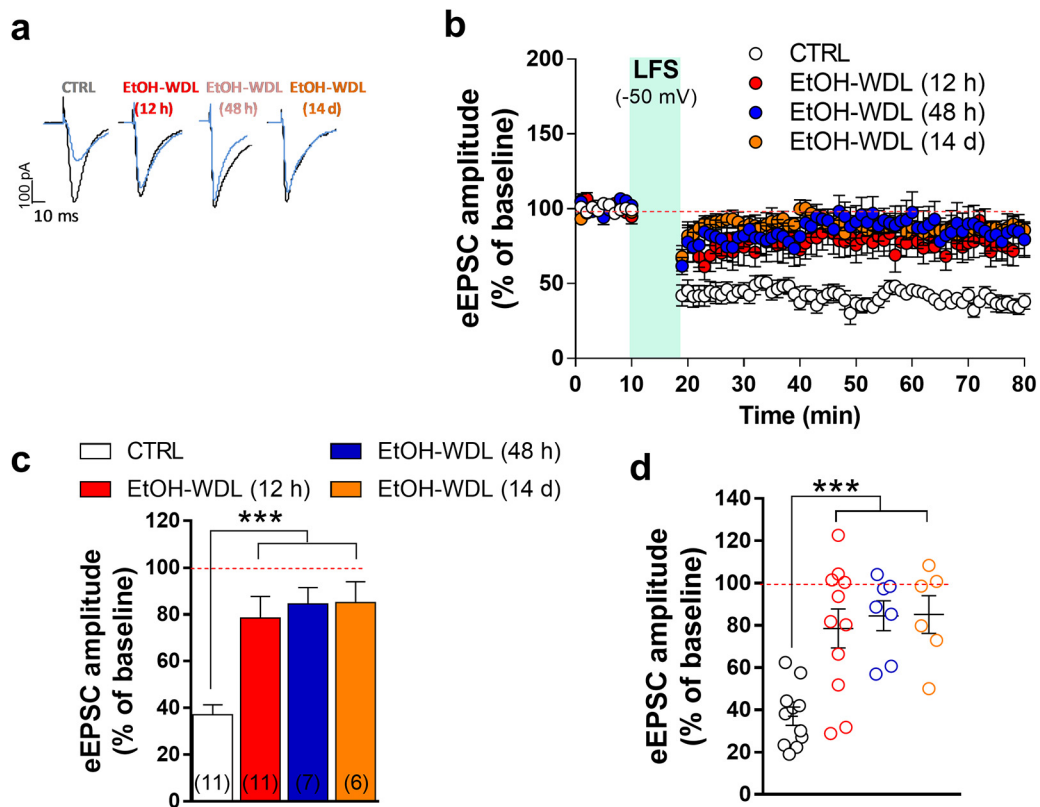 a
CTRL
EtOH-WDL
(12 h)
EtOH-WDL
(48 h)
EtOH-WDL
(14 d)
100 pA
10 ms
b
eEPSC amplitude
(% of baseline)
200
150
100
50
0
LFS
(-50 mV)
CTRL
EtOH-WDL (12 h)
EtOH-WDL (48 h)
EtOH-WDL (14 d)
0 10 20 30 40 50 60 70 80
Time (min)
c
CTRL
EtOH-WDL (12 h)
EtOH-WDL (48 h)
EtOH-WDL (14 d)
eEPSC amplitude
(% of baseline)
120
100
80
60
40
20
0
***
(11) (11) (7) (6)
d
eEPSC amplitude
(% of baseline)
140
120
100
80
60
40
20
0
***